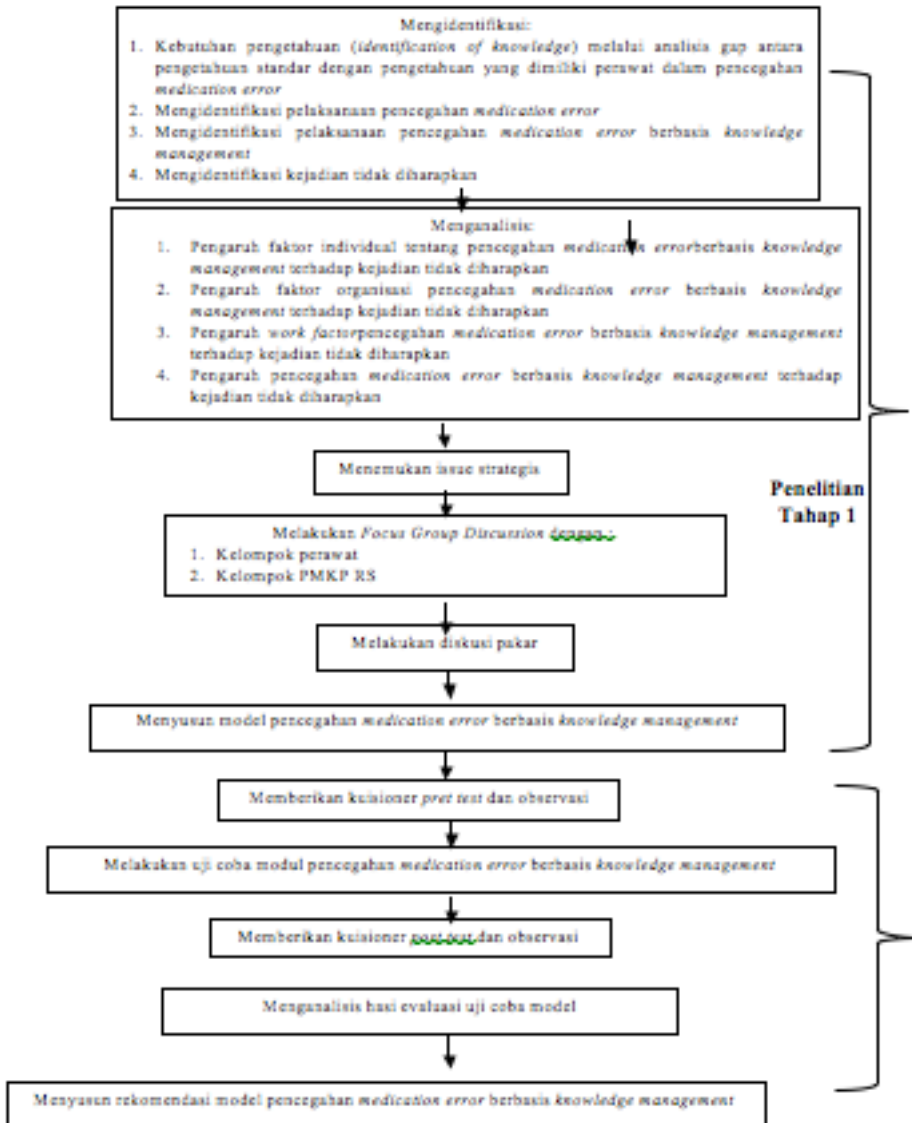 Mengidentifikasi:
1. Kebutuhan pengetahuan (identification of knowledge) melalui analisis gap antara
pengetahuan standar dengan pengetahuan yang dimiliki perawat dalam pencegahan
medication error
2. Mengidentifikasi pelaksanaan pencegahan medication error
3. Mengidentifikasi pelaksanaan pencegahan medication error berbasis knowledge
management
4. Mengidentifikasi kejadian tidak diharapkan
Menganalisis:
1. Pengaruh faktor individual tentang pencegahan medication errorberbasis knowledge
management terhadap kejadian tidak diharapkan
2. Pengaruh faktor organisasi pencegahan medication error berbasis knowledge
management terhadap kejadian tidak diharapkan
3. Pengaruh work factorpencegahan medication error berbasis knowledge management
terhadap kejadian tidak diharapkan
4. Pengaruh pencegahan medication error berbasis knowledge management terhadap
kejadian tidak diharapkan
Menemukan issue strategis
Penelitian
Tahap 1
Melakukan Focus Group Discussion dengan :
1. Kelompok perawat
2. Kelompok PMKP RS
Melakukan diskusi pakar
Menyusun model pencegahan medication error berbasis knowledge management
Memberikan kuisioner pret test dan observasi
Melakukan uji coba modul pencegahan medication error berbasis knowledge management
Memberikan kuisioner post test dan observasi
Menganalisis hasi evaluasi uji coba model
Menyusun rekomendasi model pencegahan medication error berbasis knowledge management